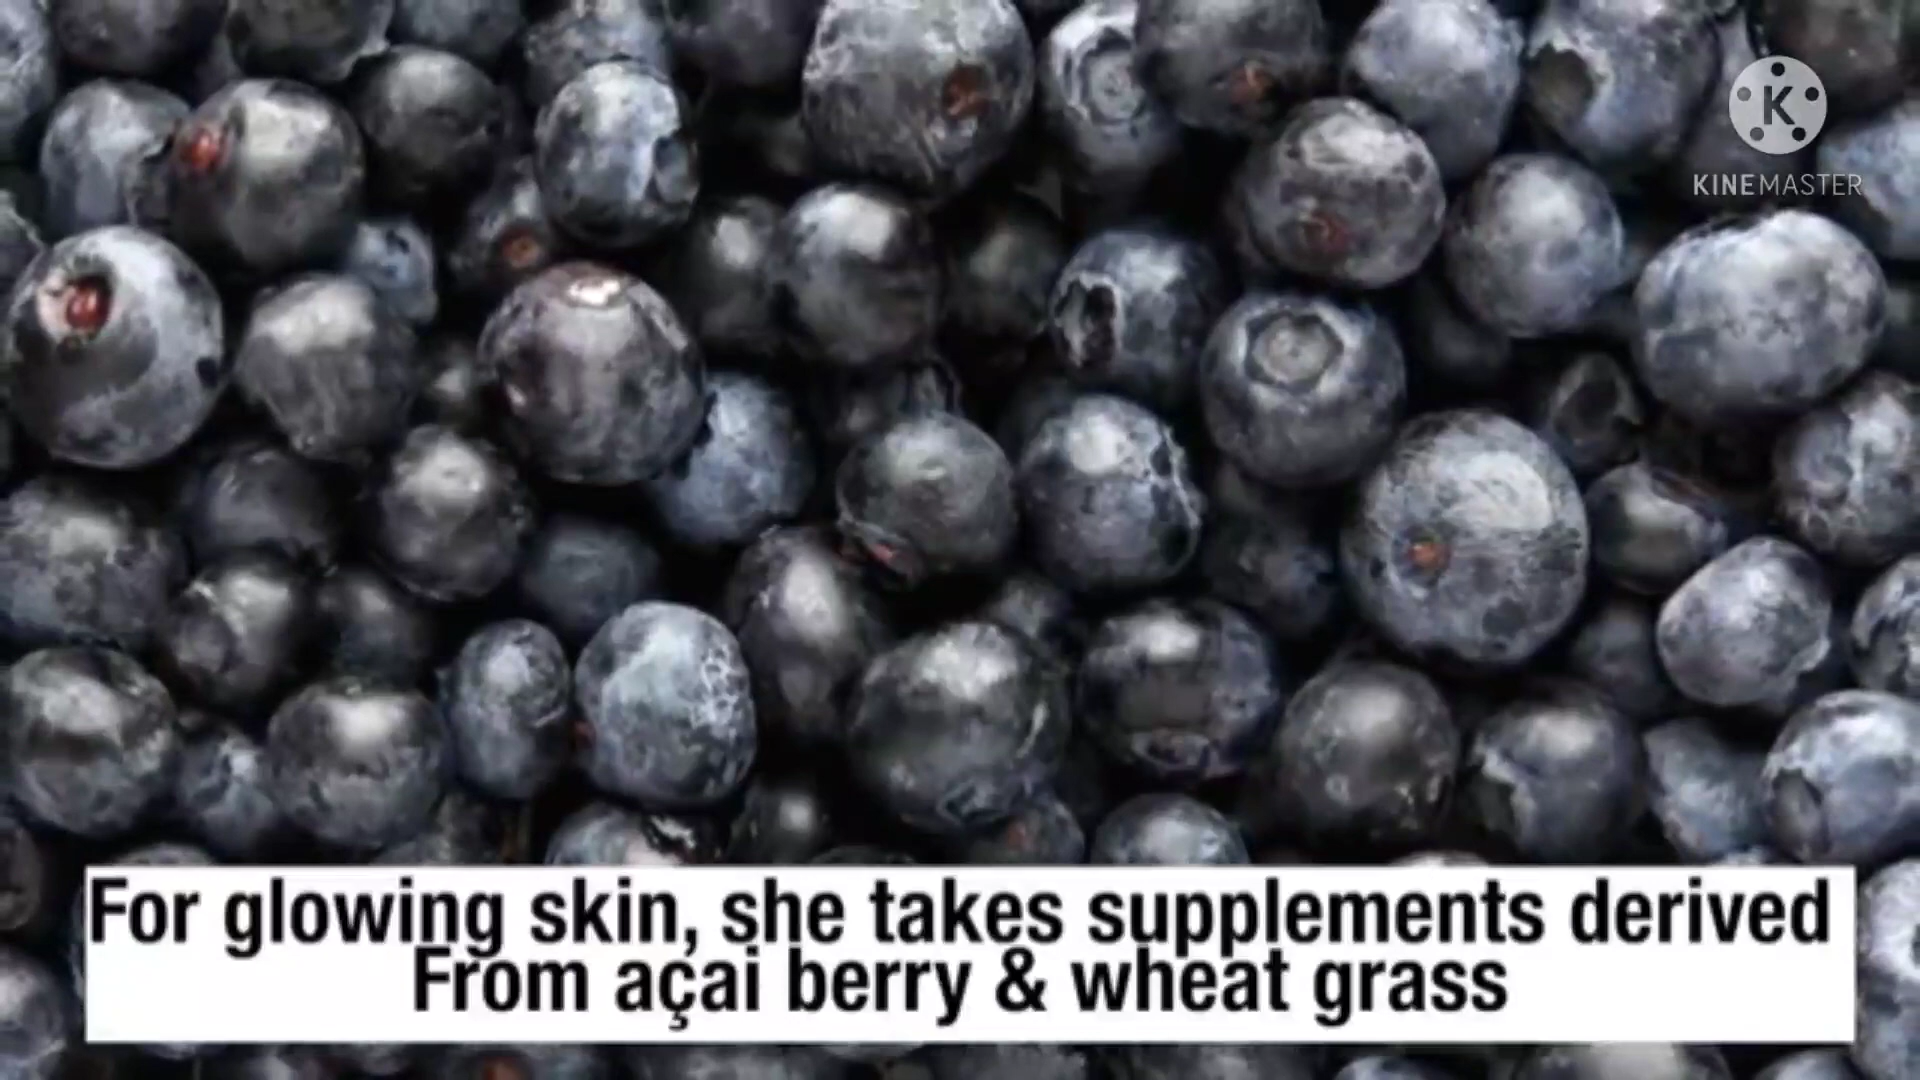 K
KINEMASTER
For glowing skin, she takes supplements derived
From açai berry & wheat grass